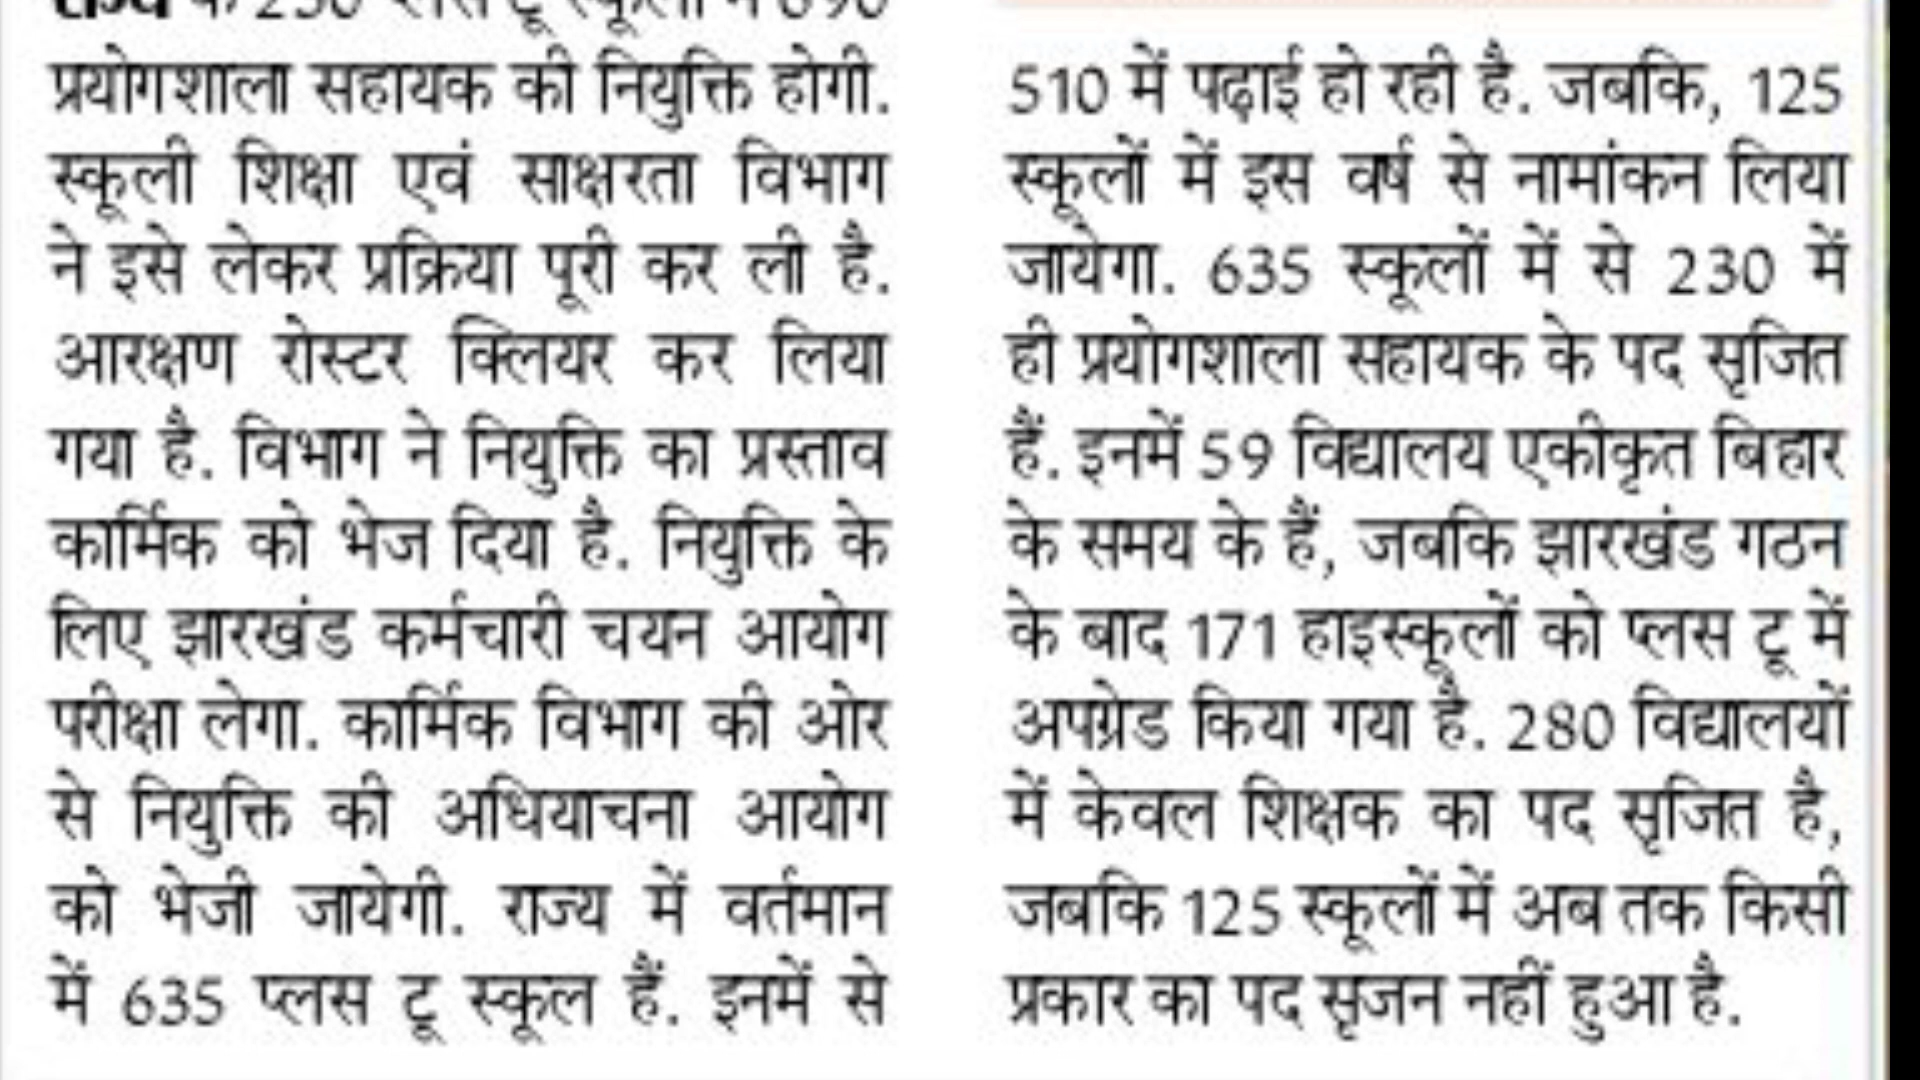 प्रयोगशाला सहायक की नियुक्ति होगी.
स्कूली शिक्षा एवं साक्षरता विभाग
ने इसे लेकर प्रक्रिया पूरी कर ली है.
आरक्षण रोस्टर क्लियर कर लिया
गया है. विभाग ने नियुक्ति का प्रस्ताव
कार्मिक को भेज दिया है. नियुक्ति के
लिए झारखंड कर्मचारी चयन आयोग
परीक्षा लेगा. कार्मिक विभाग की ओर
से नियुक्ति की अधियाचना आयोग
को भेजी जायेगी. राज्य में वर्तमान
में 635 प्लस टू स्कूल हैं. इनमें से
510 में पढ़ाई हो रही है. जबकि, 125
स्कूलों में इस वर्ष से नामांकन लिया
जायेगा. 635 स्कूलों में से 230 में
ही प्रयोगशाला सहायक के पद सृजित
हैं. इनमें 59 विद्यालय एकीकृत बिहार
के समय के हैं, जबकि झारखंड गठन
के बाद 171 हाइस्कूलों को प्लस टू में
अपग्रेड किया गया है. 280 विद्यालयों
में केवल शिक्षक का पद सृजित है,
जबकि 125 स्कूलों में अब तक किसी
प्रकार का पद सृजन नहीं हुआ है.